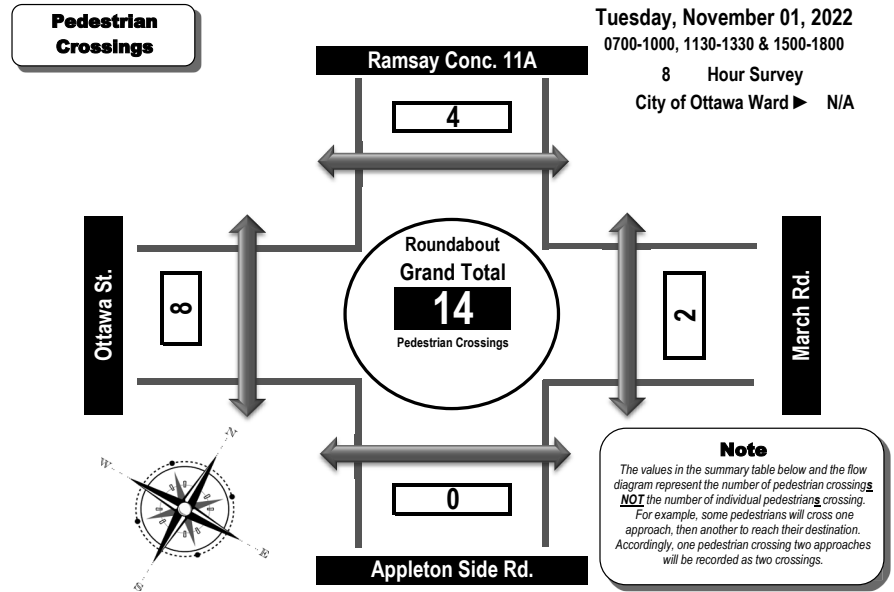 Pedestrian
Crossings
Tuesday, November 01, 2022
0700-1000, 1130-1330 & 1500-1800
8 Hour Survey
City of Ottawa Ward ► N/A
Ramsay Conc. 11A
4
Ottawa St.
8
Roundabout
Grand Total
14
Pedestrian Crossings
2
March Rd.
0
Appleton Side Rd.
N
W
E
S
Note
The values in the summary table below and the flow
diagram represent the number of pedestrian crossings
NOT the number of individual pedestrians crossing.
For example, some pedestrians will cross one
approach, then another to reach their destination.
Accordingly, one pedestrian crossing two approaches
will be recorded as two crossings.